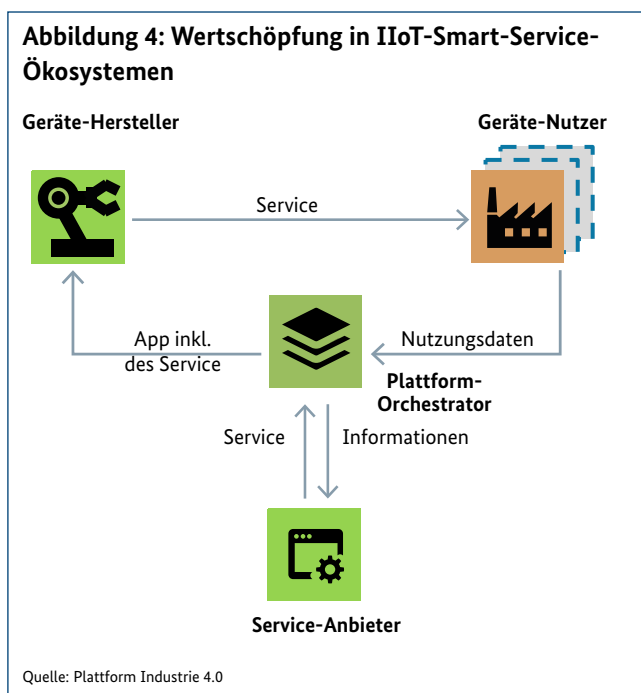 Abbildung 4: Wertschöpfung in IIoT-Smart-Service-
Ökosystemen
Geräte-Hersteller
Geräte-Nutzer
Service
App inkl.
des Service
Nutzungsdaten
Plattform-
Orchestrator
Service
Informationen
Service-Anbieter
Quelle: Plattform Industrie 4.0